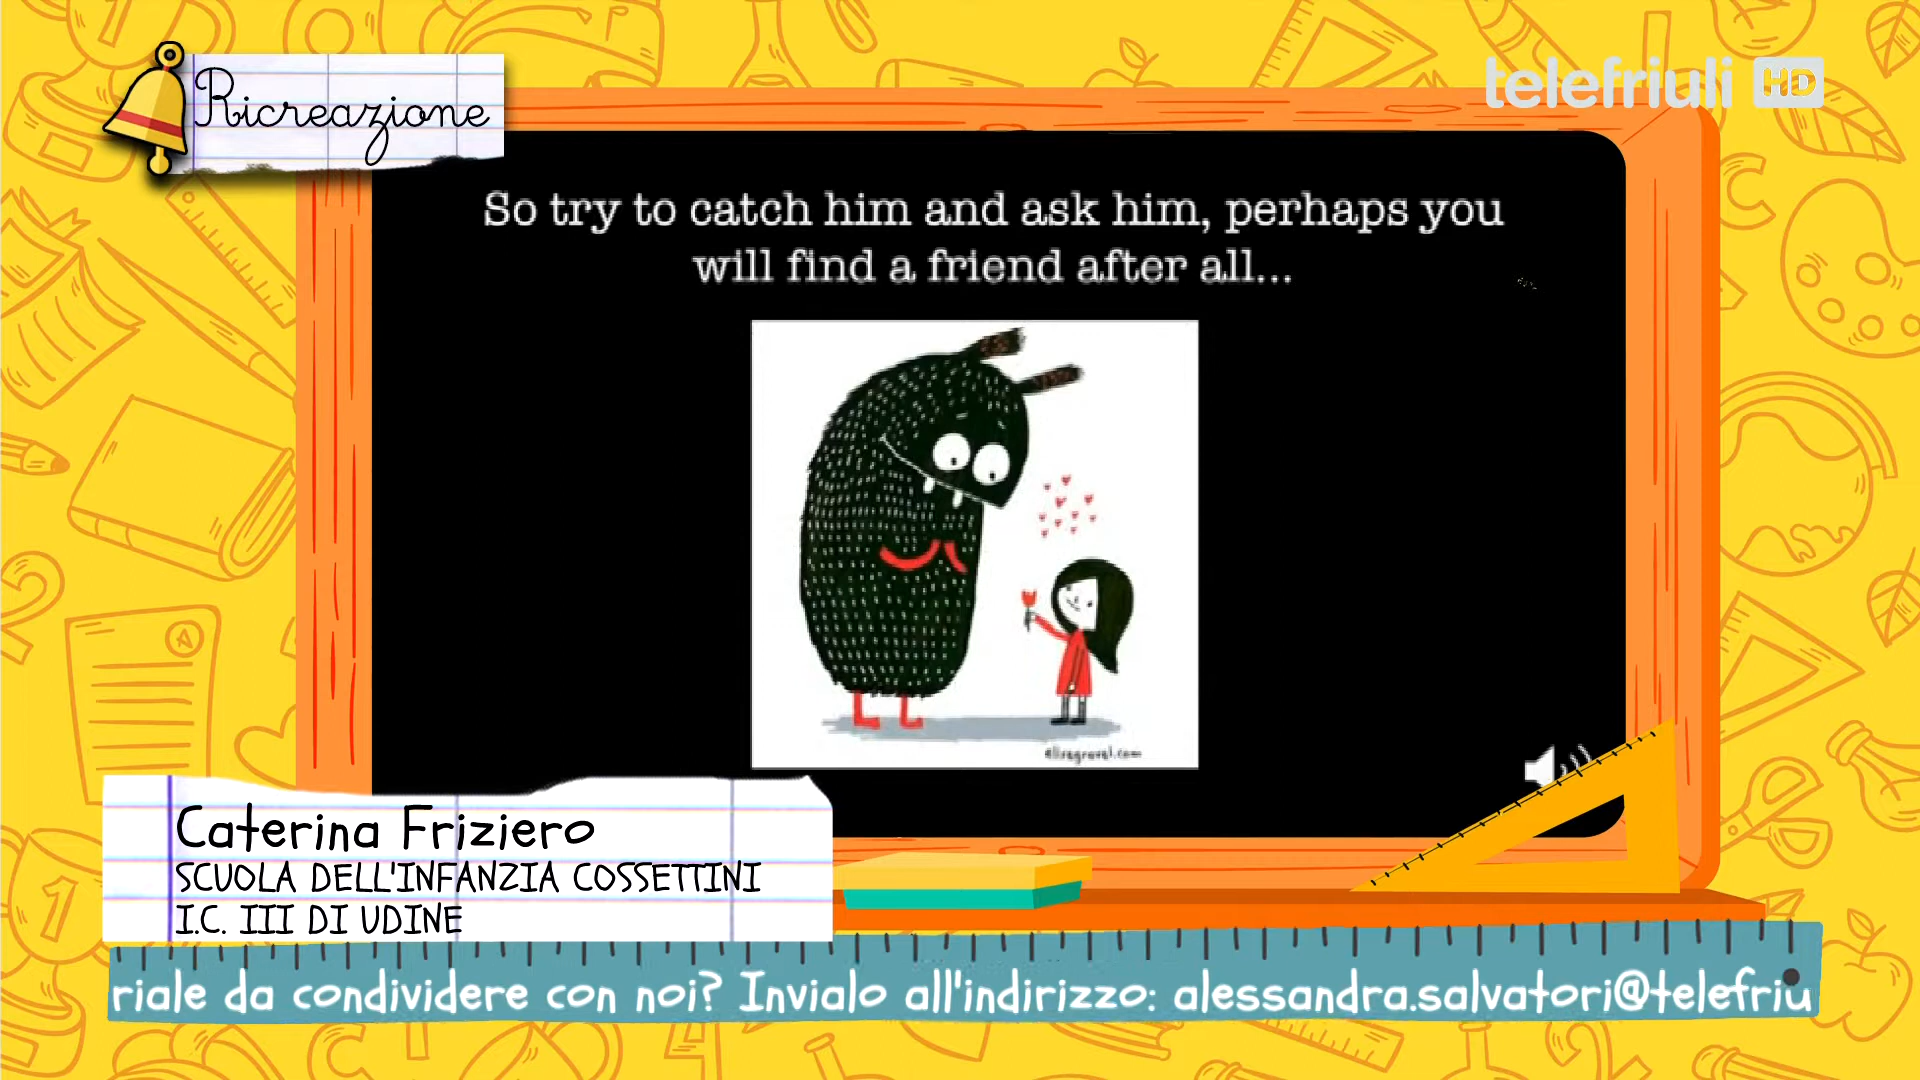 Ricreazione
telefriuli HD
So try to catch him and ask him, perhaps you
will find a friend after all...
elisegravel.com
Caterina Friziero
SCUOLA DELL'INFANZIA COSSETTINI
I.C. III DI UDINE
riale da condividere con noi? Invialo all'indirizzo: alessandra.salvatori@telefriu